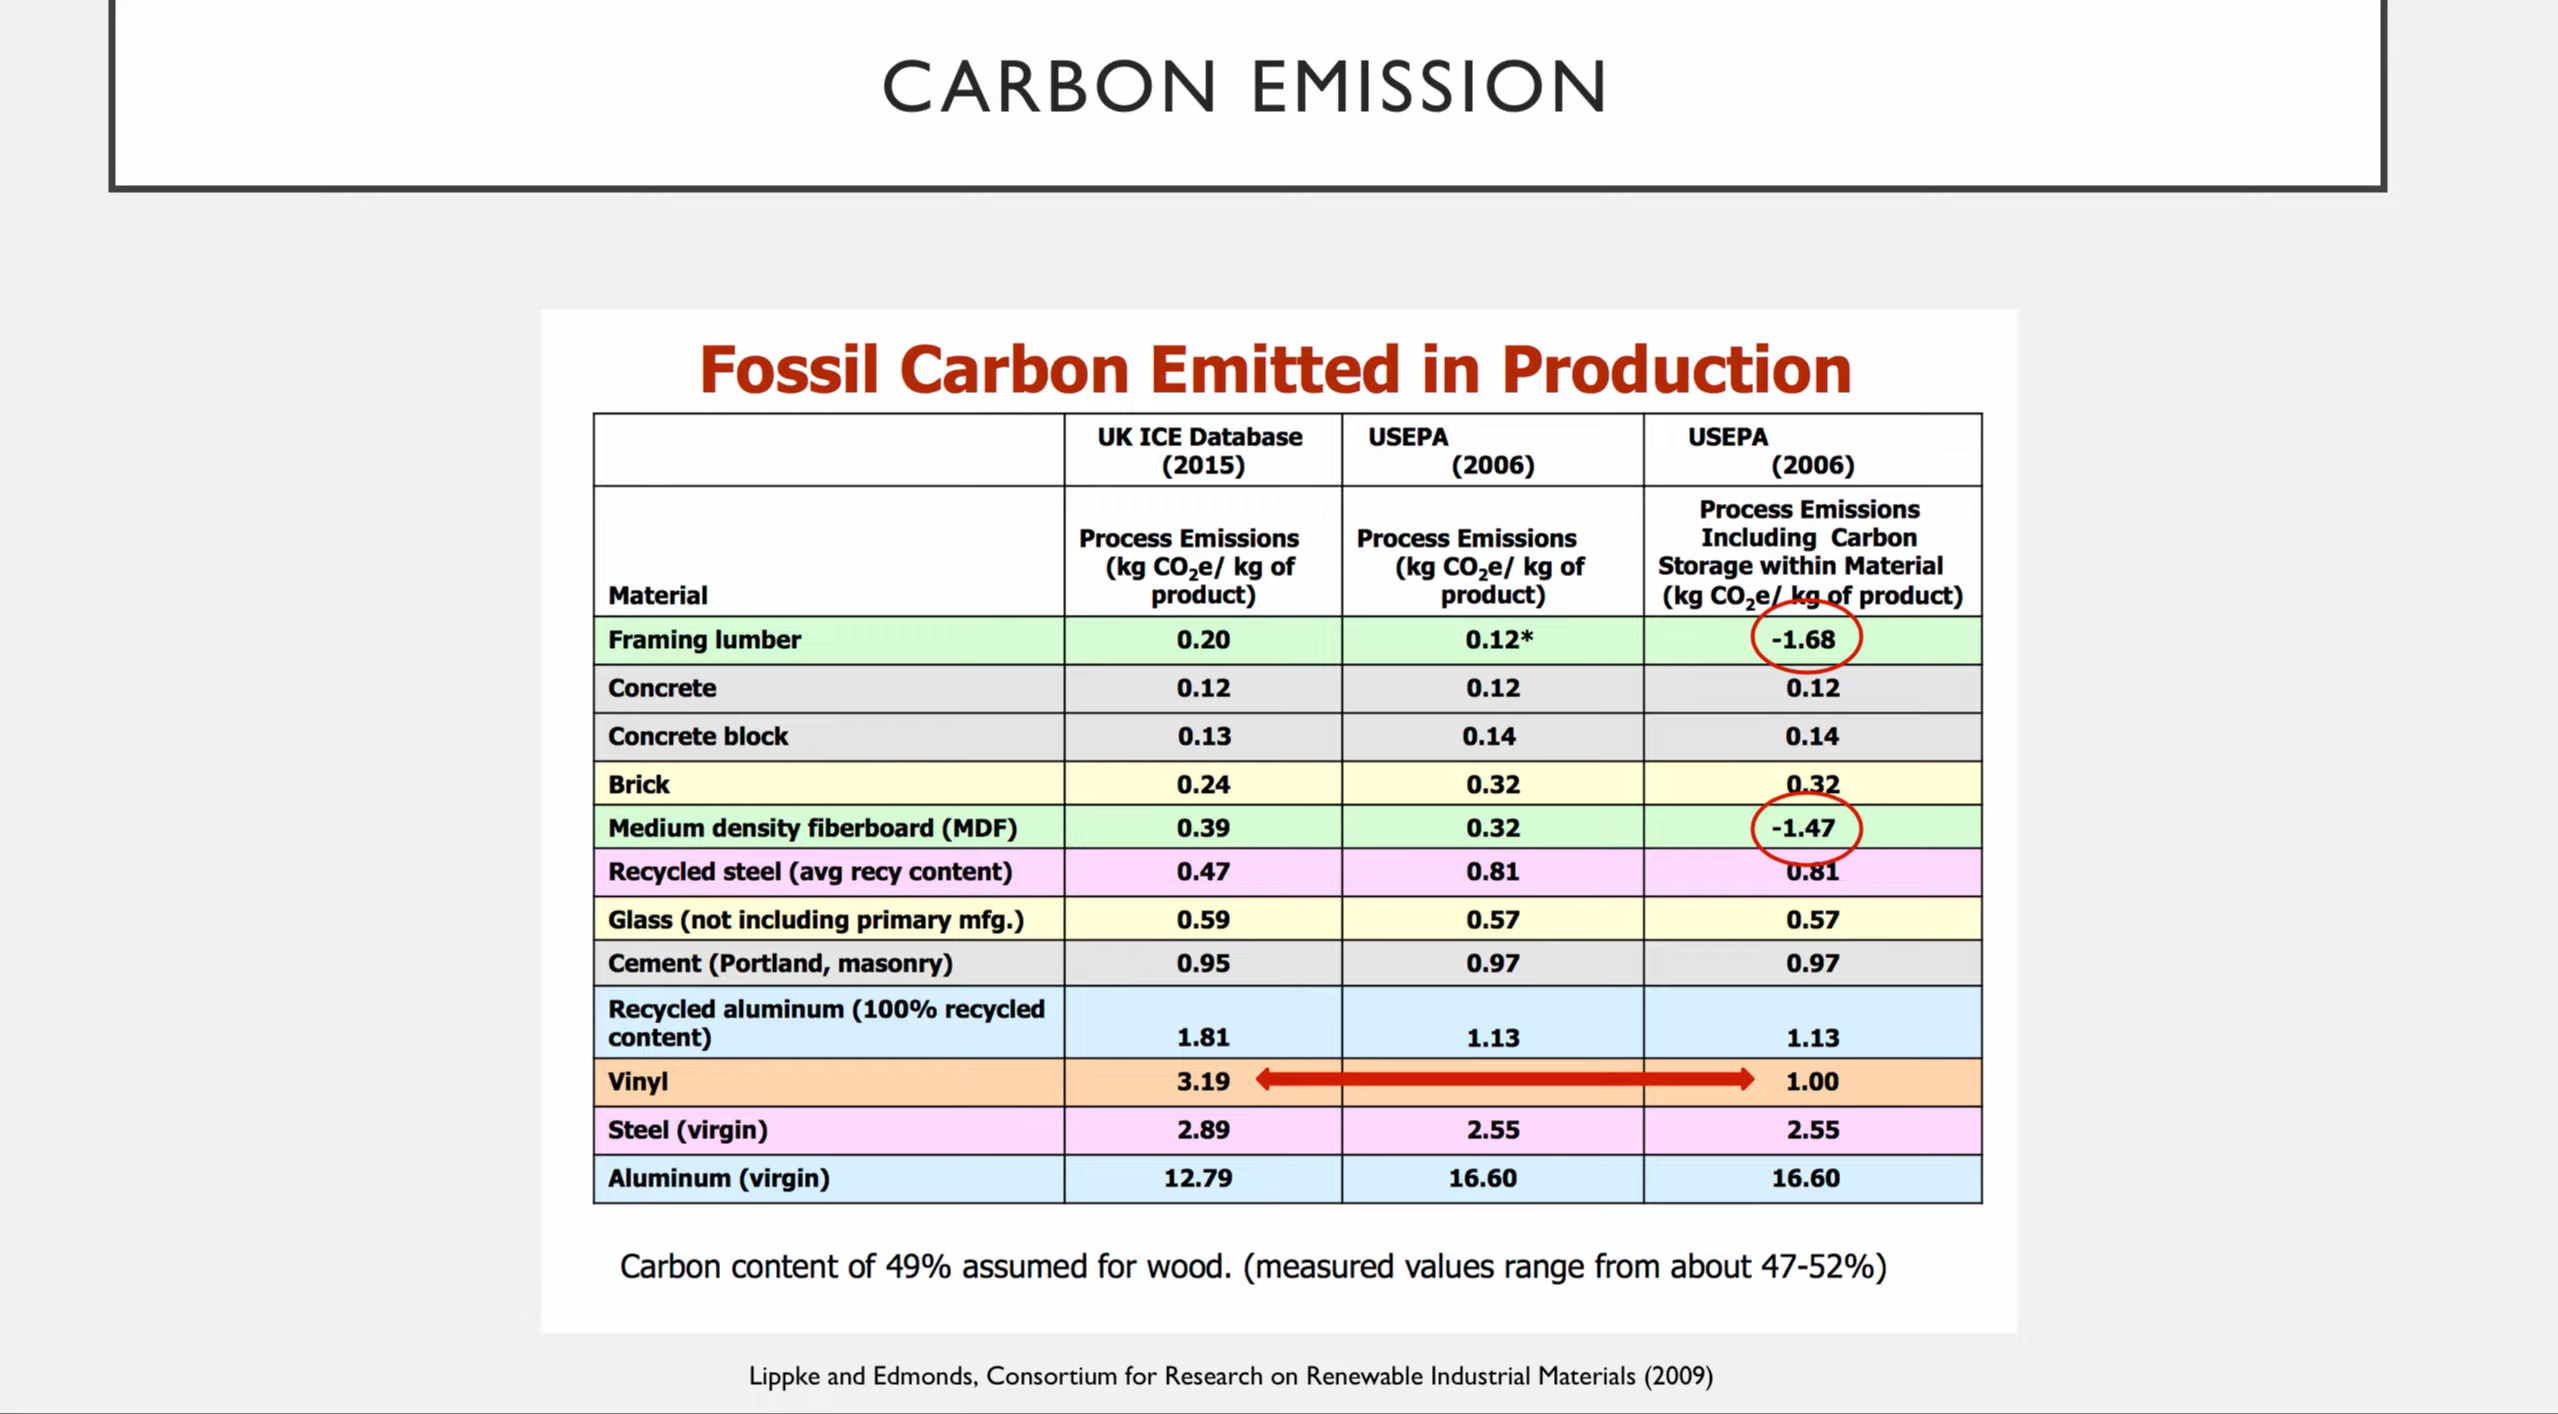 CARBON EMISSION
Fossil Carbon Emitted in Production
UK ICE Database (2015) USEPA (2006) USEPA (2006)
Material Process Emissions (kg CO₂e/ kg of product) Process Emissions (kg CO₂e/ kg of product) Process Emissions Including Carbon Storage within Material (kg CO₂e/ kg of product)
Framing lumber 0.20 0.12* -1.68
Concrete 0.12 0.12 0.12
Concrete block 0.13 0.14 0.14
Brick 0.24 0.32 0.32
Medium density fiberboard (MDF) 0.39 0.32 -1.47
Recycled steel (avg recy content) 0.47 0.81 0.81
Glass (not including primary mfg.) 0.59 0.57 0.57
Cement (Portland, masonry) 0.95 0.97 0.97
Recycled aluminum (100% recycled content) 1.81 1.13 1.13
Vinyl 3.19 1.00
Steel (virgin) 2.89 2.55 2.55
Aluminum (virgin) 12.79 16.60 16.60
Carbon content of 49% assumed for wood. (measured values range from about 47-52%)
Lippke and Edmonds, Consortium for Research on Renewable Industrial Materials (2009)